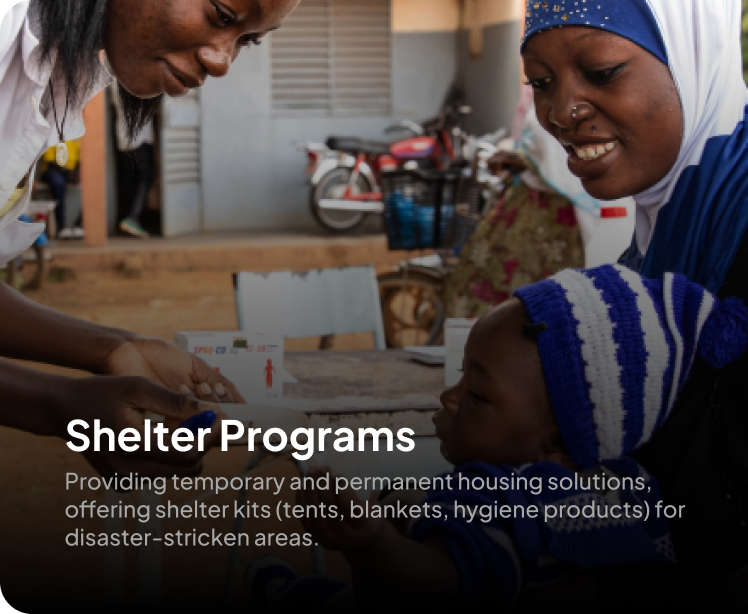 Shelter Programs
Providing temporary and permanent housing solutions,
offering shelter kits (tents, blankets, hygiene products) for
disaster-stricken areas.